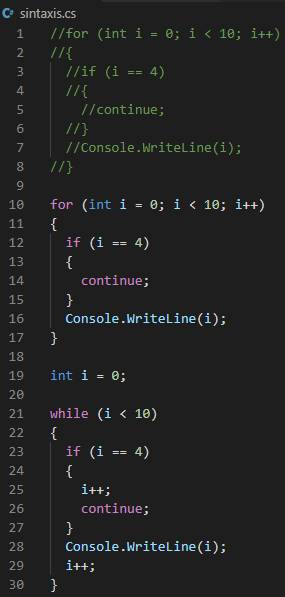 sintaxis.cs
1 //for (int i = 0; i < 10; i++)
2 //{
3   //if (i == 4)
4   //{
5     //continue;
6   //}
7   //Console.WriteLine(i);
8 //}
9
10 for (int i = 0; i < 10; i++)
11 {
12   if (i == 4)
13   {
14     continue;
15   }
16   Console.WriteLine(i);
17 }
18
19 int i = 0;
20
21 while (i < 10)
22 {
23   if (i == 4)
24   {
25     i++;
26     continue;
27   }
28   Console.WriteLine(i);
29   i++;
30 }